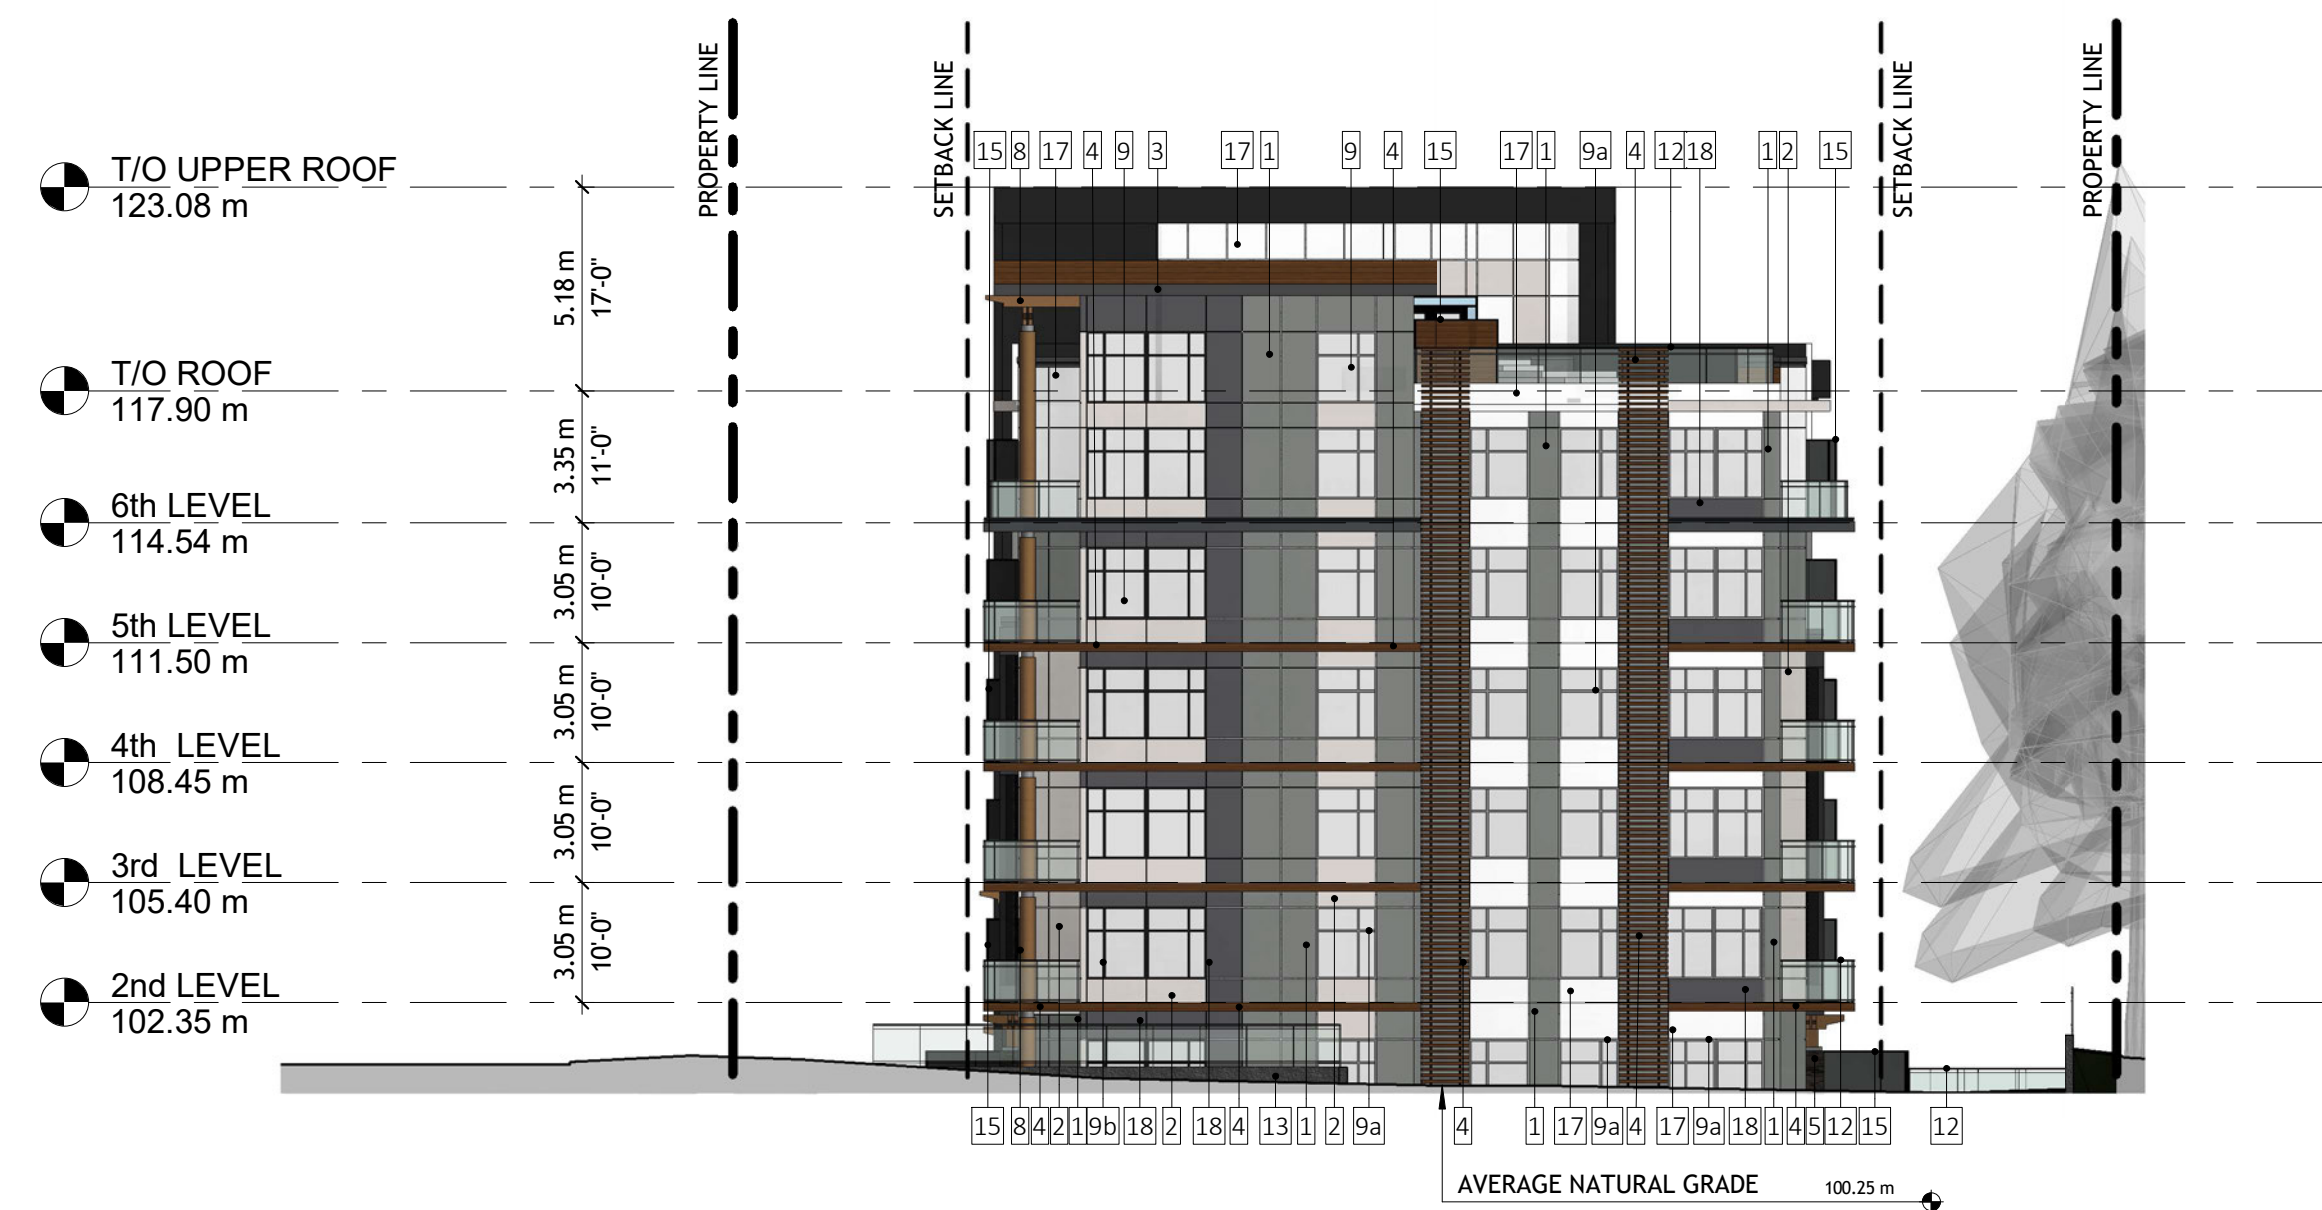 PROPERTY LINE
SETBACK LINE
SETBACK LINE
PROPERTY LINE
15 8 17 4 9 3 17 1 9 4 15 17 1 9a 4 12 18 1 2 15
T/O UPPER ROOF
123.08 m
5.18 m
17'-0"
T/O ROOF
117.90 m
3.35 m
11'-0"
6th LEVEL
114.54 m
3.05 m
10'-0"
5th LEVEL
111.50 m
3.05 m
10'-0"
4th LEVEL
108.45 m
3.05 m
10'-0"
3rd LEVEL
105.40 m
3.05 m
10'-0"
2nd LEVEL
102.35 m
15 8 4 2 1 9b 18 2 18 4 13 1 2 9a 4 1 17 9a 4 17 9a 18 1 4 5 12 15 12
AVERAGE NATURAL GRADE 100.25 m